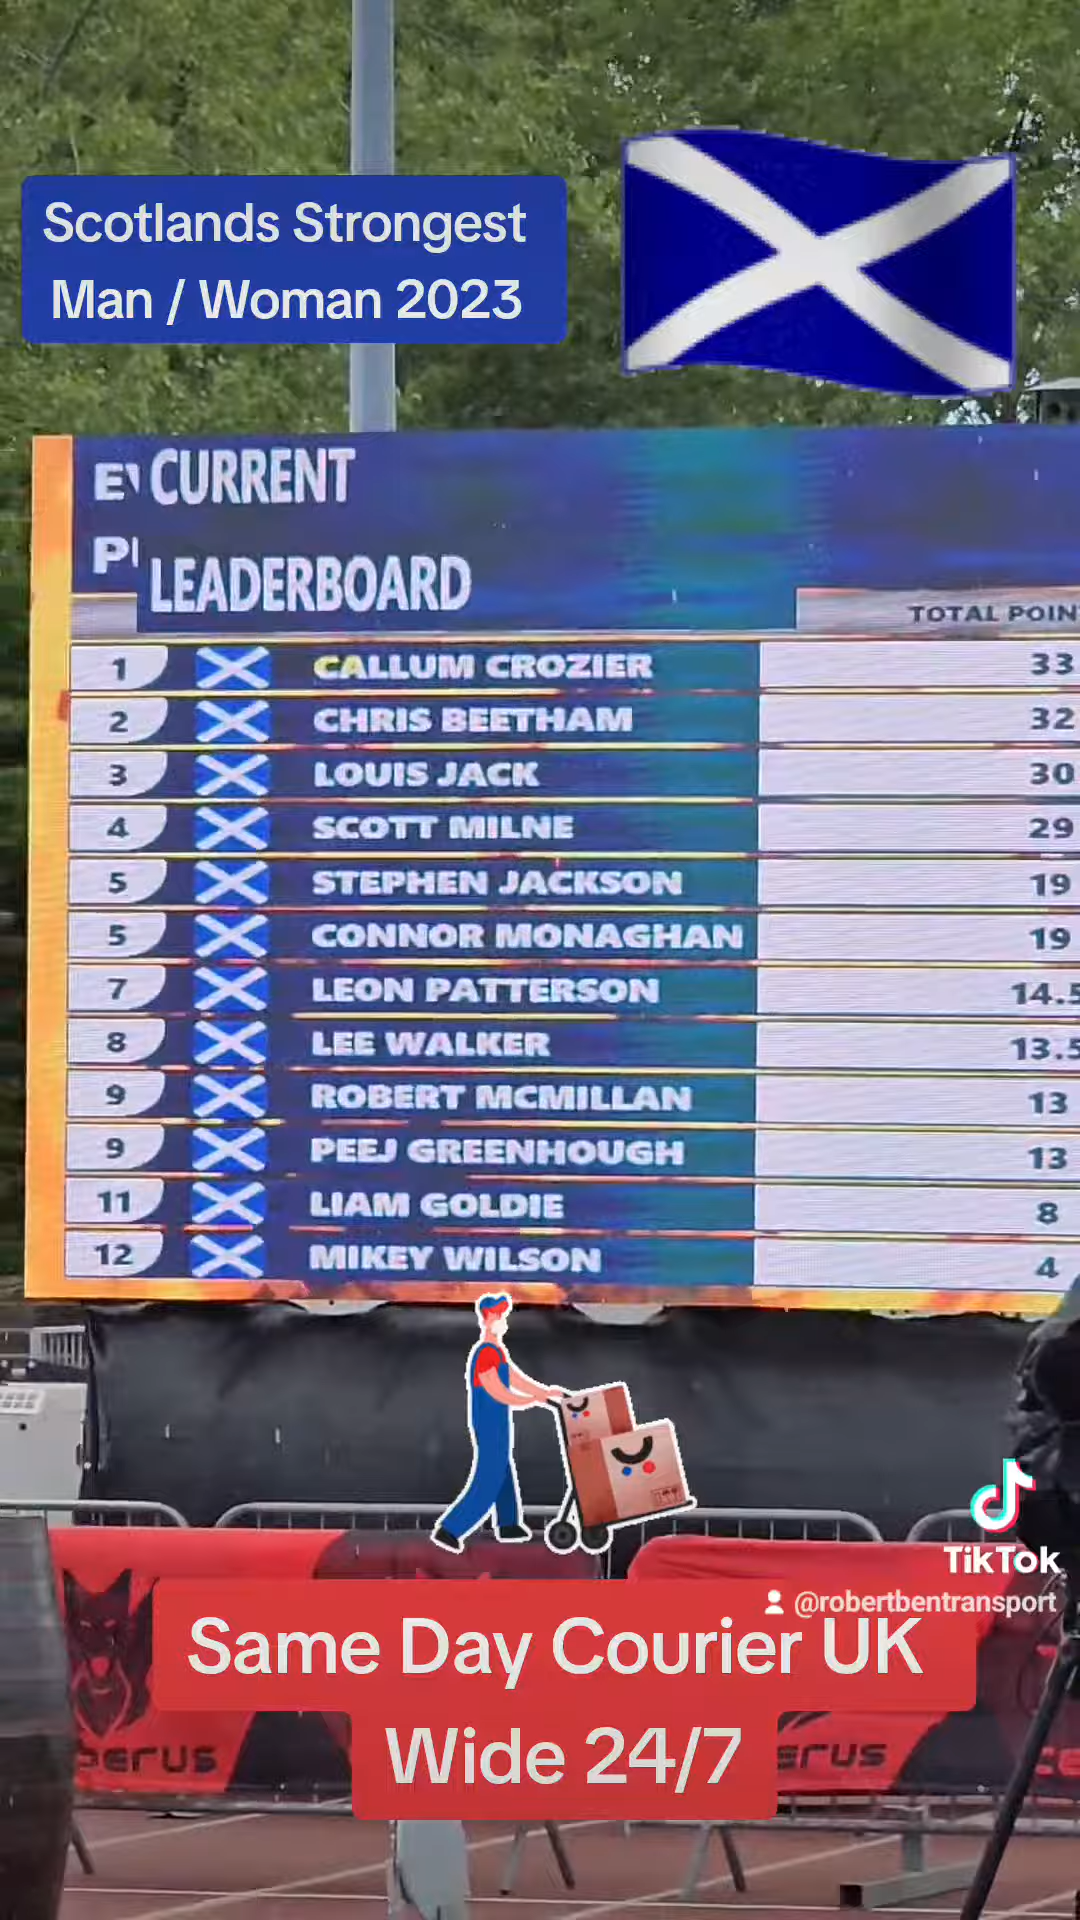 Scotlands Strongest
Man / Woman 2023
CURRENT
LEADERBOARD
TOTAL POIN
1 CALLUM CROZIER 33
2 CHRIS BEETHAM 32
3 LOUIS JACK 30
4 SCOTT MILNE 29
5 STEPHEN JACKSON 19
5 CONNOR MONAGHAN 19
7 LEON PATTERSON 14.5
8 LEE WALKER 13.5
9 ROBERT MCMILLAN 13
9 PEEJ GREENHOUGH 13
11 LIAM GOLDIE 8
12 MIKEY WILSON 4
TikTok
@robertbentransport
Same Day Courier UK
Wide 24/7
perus
erus